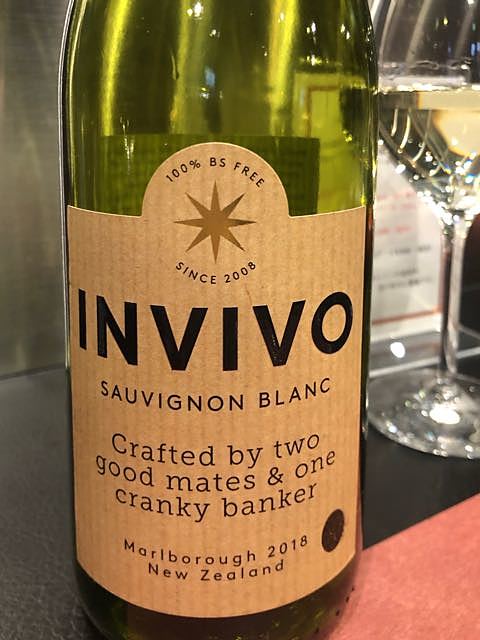 100% BS FREE
SINCE 2008
INVIVO
SAUVIGNON BLANC
Crafted by two
good mates & one
cranky banker
Marlborough 2018
New Zealand